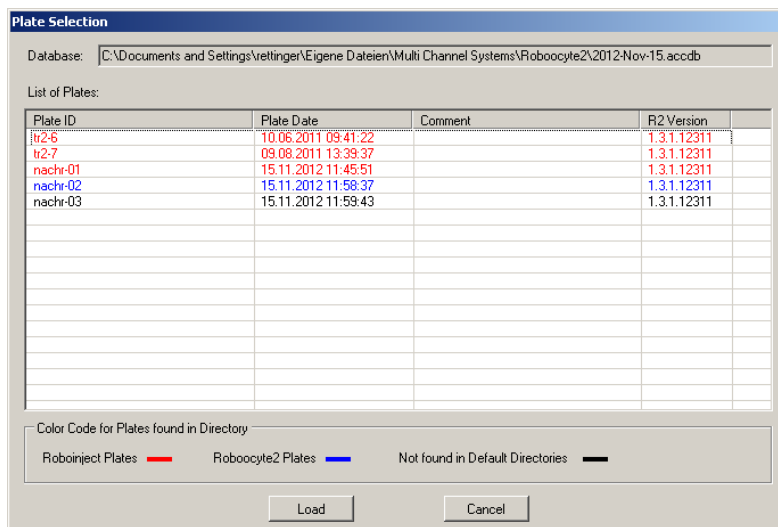 Plate Selection
Database: C:\Documents and Settings\rettinger\Eigene Dateien\Multi Channel Systems\Roboocyte2\2012-Nov-15.accdb
List of Plates:
Plate ID Plate Date Comment R2 Version
tr2-6 10.06.2011 09:41:22 1.3.1.12311
tr2-7 09.08.2011 13:39:37 1.3.1.12311
nachr-01 15.11.2012 11:45:51 1.3.1.12311
nachr-02 15.11.2012 11:58:37 1.3.1.12311
nachr-03 15.11.2012 11:59:43 1.3.1.12311
Color Code for Plates found in Directory
Roboinject Plates Roboocyte2 Plates Not found in Default Directories
Load Cancel